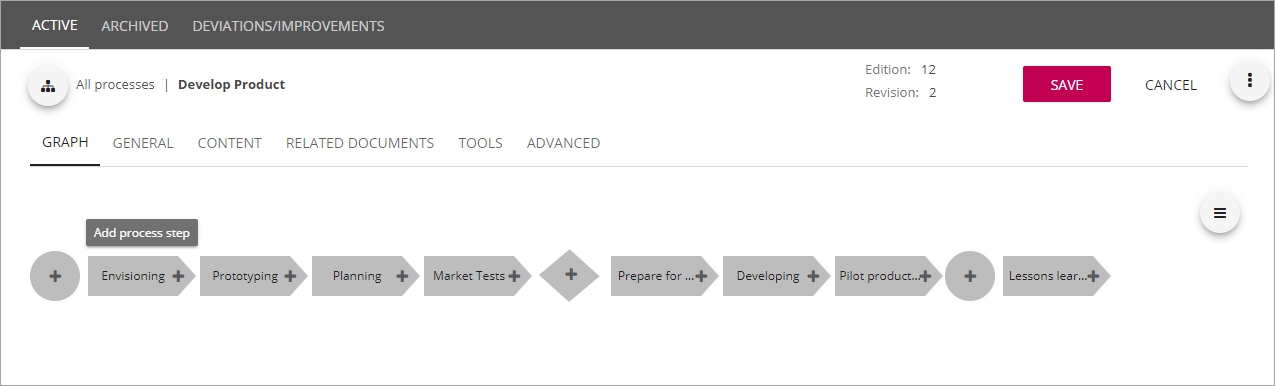 ACTIVE ARCHIVED DEVIATIONS/IMPROVEMENTS
All processes | Develop Product
Edition: 12
Revision: 2
SAVE CANCEL
GRAPH GENERAL CONTENT RELATED DOCUMENTS TOOLS ADVANCED
Add process step
+ Envisioning + Prototyping + Planning + Market Tests + + Prepare for ... + Developing + Pilot product... + + Lessons lear... +